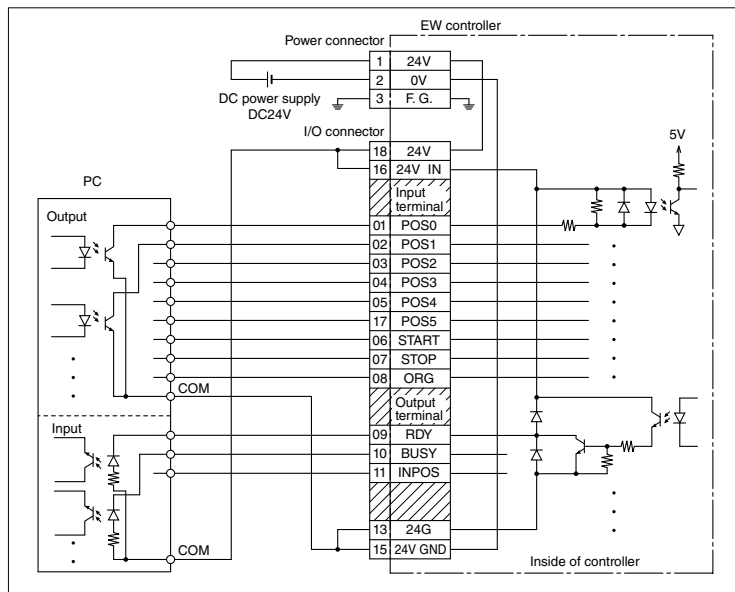 EW controller
Power connector
1 24V
2 0V
3 F. G.
DC power supply
DC24V
I/O connector
18 24V
16 24V IN
5V
PC
Input
terminal
Output
01 POS0
02 POS1
03 POS2
04 POS3
05 POS4
17 POS5
06 START
07 STOP
08 ORG
COM
Output
terminal
Input
09 RDY
10 BUSY
11 INPOS
13 24G
COM
15 24V GND
Inside of controller